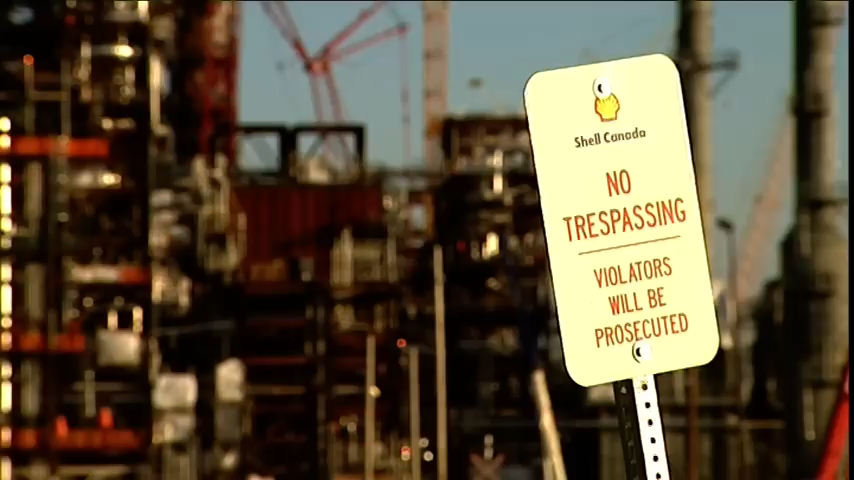 Shell Canada
NO
TRESPASSING
VIOLATORS
WILL BE
PROSECUTED